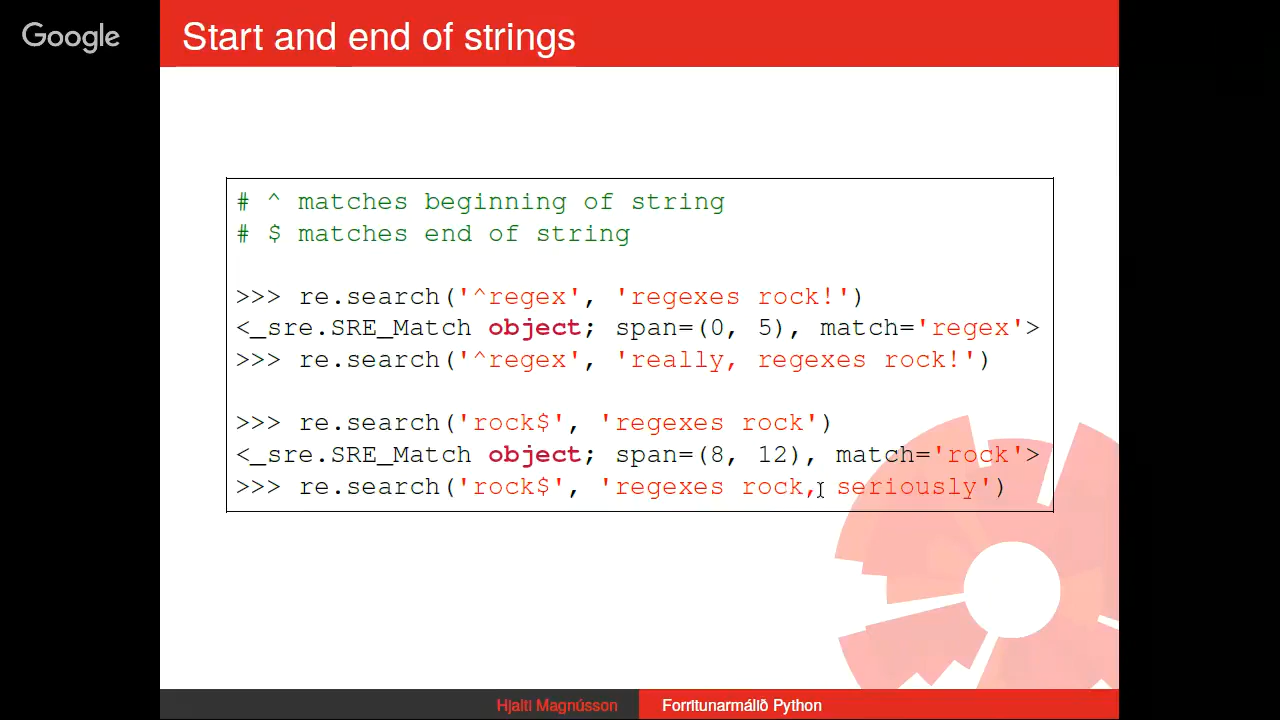 Google
Start and end of strings
# ^ matches beginning of string
# $ matches end of string
>>> re.search('^regex', 'regexes rock!')
<_sre.SRE_Match object; span=(0, 5), match='regex'>
>>> re.search('^regex', 'really, regexes rock!')
>>> re.search('rock$', 'regexes rock')
<_sre.SRE_Match object; span=(8, 12), match='rock'>
>>> re.search('rock$', 'regexes rock, seriously')
Hjalti Magnússon
Forritunarmálið Python